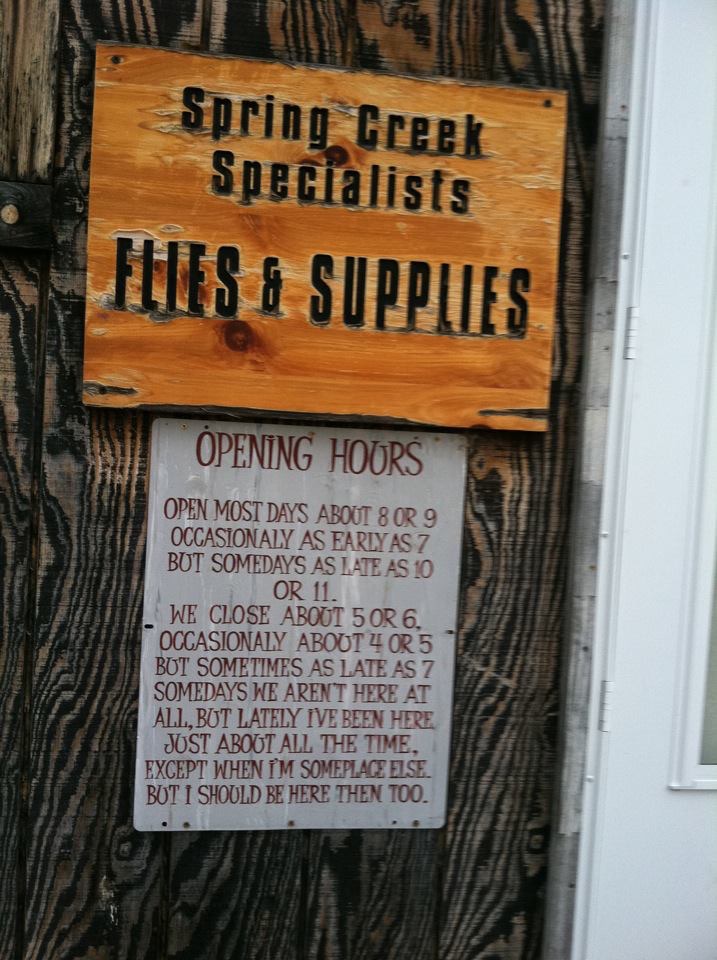 Spring Creek
Specialists
FLIES & SUPPLIES
OPENING HOURS
OPEN MOST DAYS ABOUT 8 OR 9
OCCASIONALY AS EARLY AS 7
BUT SOMEDAYS AS LATE AS 10
OR 11.
WE CLOSE ABOUT 5 OR 6,
OCCASIONALY ABOUT 4 OR 5
BUT SOMETIMES AS LATE AS 7
SOMEDAYS WE AREN'T HERE AT
ALL, BUT LATELY I'VE BEEN HERE
JUST ABOUT ALL THE TIME,
EXCEPT WHEN I'M SOMEPLACE ELSE.
BUT I SHOULD BE HERE THEN TOO.